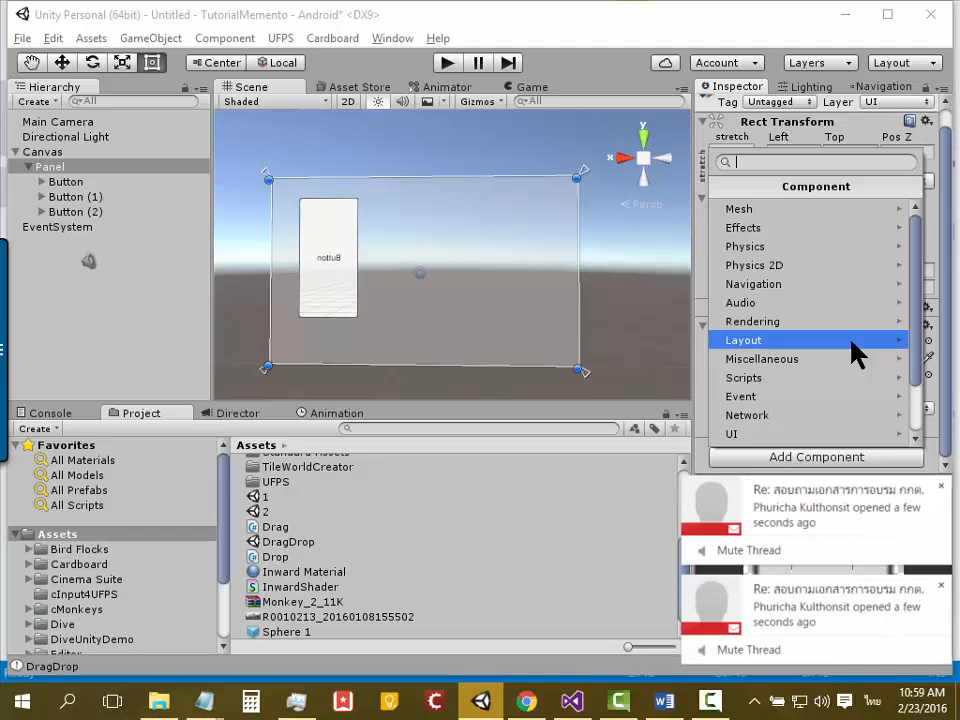 Unity Personal (64bit) - Untitled - TutorialMemento - Android* <DX9>
File Edit Assets GameObject Component UFPS Cardboard Window Help
Center Local Account Layers Layout
Hierarchy
Create All
Main Camera
Directional Light
Canvas
Panel
Button
Button (1)
Button (2)
EventSystem
Scene Asset Store Animator Game
Shaded 2D Gizmos All
y
x
Persp
Button
Inspector Lighting Navigation
Tag Untagged Layer UI
Rect Transform
stretch Left Top Pos Z
stretch
Component
Mesh
Effects
Physics
Physics 2D
Navigation
Audio
Rendering
Layout
Miscellaneous
Scripts
Event
Network
UI
Add Component
Console Project Director Animation
Create
Favorites
All Materials
All Models
All Prefabs
All Scripts
Assets
Bird Flocks
Cardboard
Cinema Suite
cInput4UFPS
cMonkeys
Dive
DiveUnityDemo
Editor
Assets
Standard Assets
TileWorldCreator
UFPS
1
2
Drag
DragDrop
Drop
Inward Material
InwardShader
Monkey_2_11K
R0010213_20160108155502
Sphere 1
DragDrop
Re: สอบถามเอกสารการอบรม กกต.
Phuricha Kulthonsit opened a few
seconds ago
Mute Thread
Re: สอบถามเอกสารการอบรม กกต.
Phuricha Kulthonsit opened a few
seconds ago
Mute Thread
ไทย
10:59 AM
2/23/2016